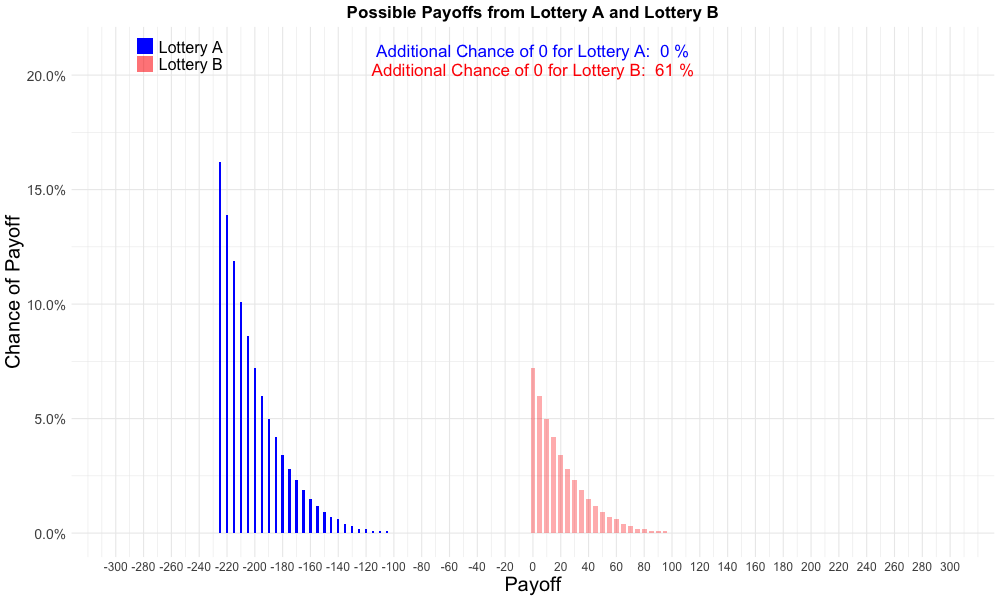 Possible Payoffs from Lottery A and Lottery B
Lottery A
Lottery B
Additional Chance of 0 for Lottery A:  0 %
Additional Chance of 0 for Lottery B:  61 %
Chance of Payoff
20.0%
15.0%
10.0%
5.0%
0.0%
-300 -280 -260 -240 -220 -200 -180 -160 -140 -120 -100 -80 -60 -40 -20 0 20 40 60 80 100 120 140 160 180 200 220 240 260 280 300
Payoff